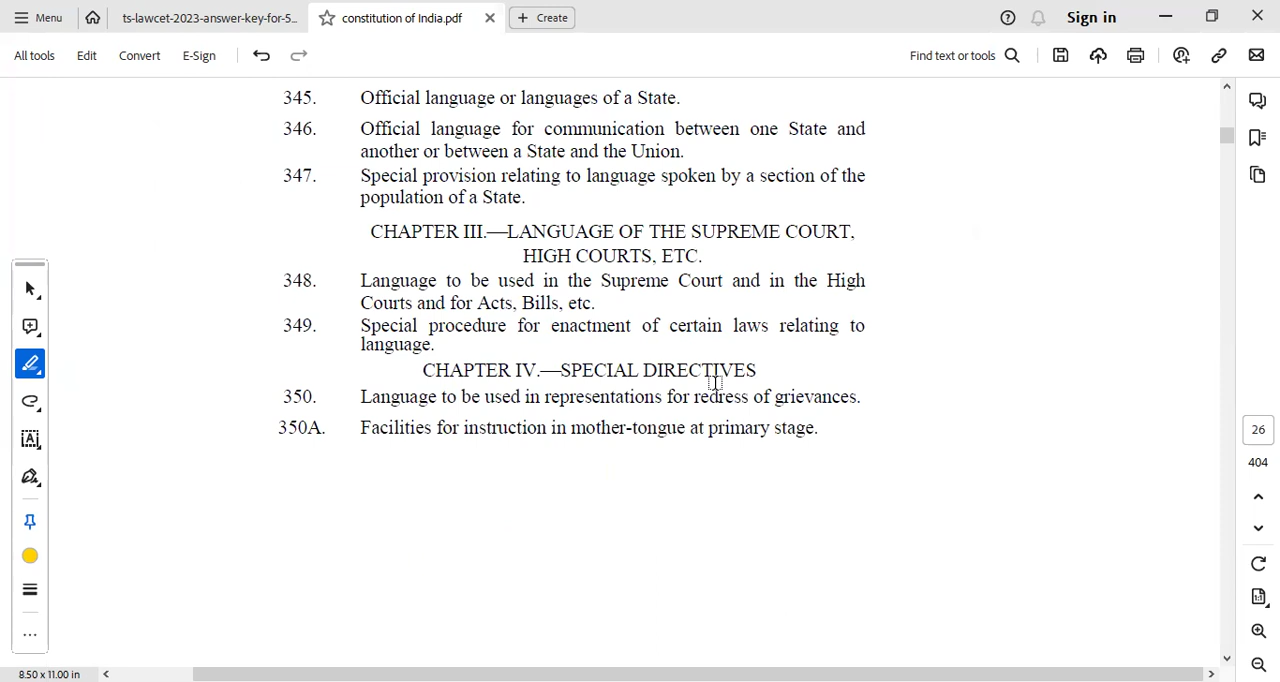 Menu ts-lawcet-2023-answer-key-for-5... constitution of India.pdf Create Sign in
All tools Edit Convert E-Sign Find text or tools
345. Official language or languages of a State.
346. Official language for communication between one State and
another or between a State and the Union.
347. Special provision relating to language spoken by a section of the
population of a State.
CHAPTER III.—LANGUAGE OF THE SUPREME COURT,
HIGH COURTS, ETC.
348. Language to be used in the Supreme Court and in the High
Courts and for Acts, Bills, etc.
349. Special procedure for enactment of certain laws relating to
language.
CHAPTER IV.—SPECIAL DIRECTIVES
350. Language to be used in representations for redress of grievances.
350A. Facilities for instruction in mother-tongue at primary stage.
26
404
8.50 x 11.00 in